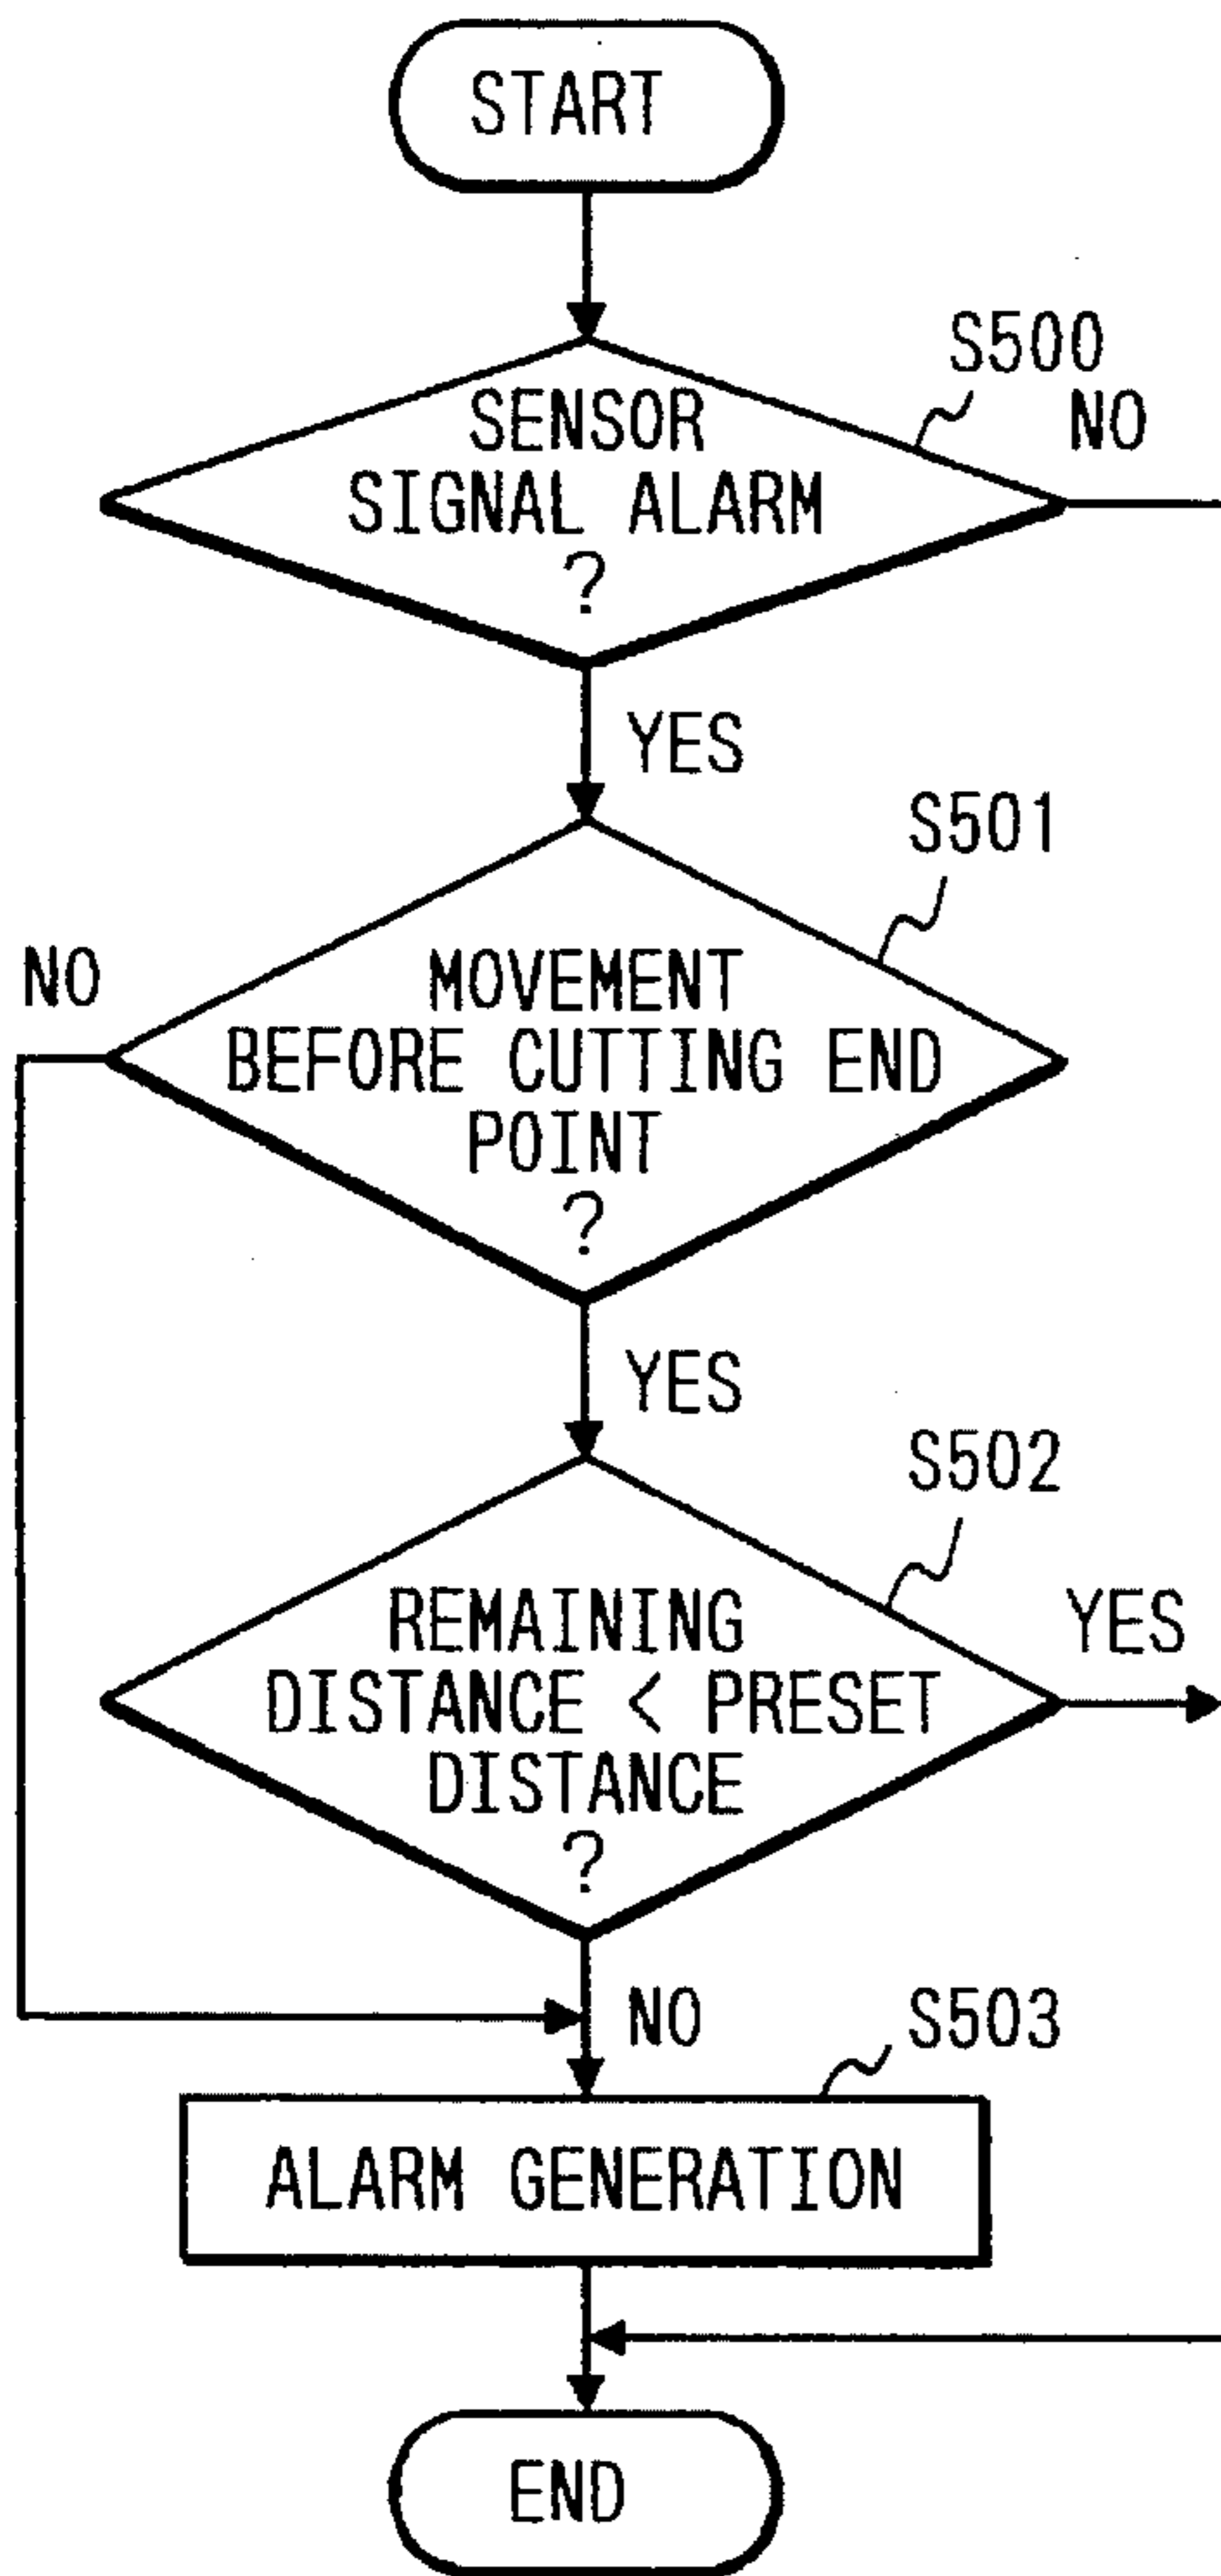 START
S500
NO
SENSOR
SIGNAL ALARM
?
YES
S501
NO
MOVEMENT
BEFORE CUTTING END
POINT
?
YES
S502
YES
REMAINING
DISTANCE < PRESET
DISTANCE
?
NO
S503
ALARM GENERATION
END